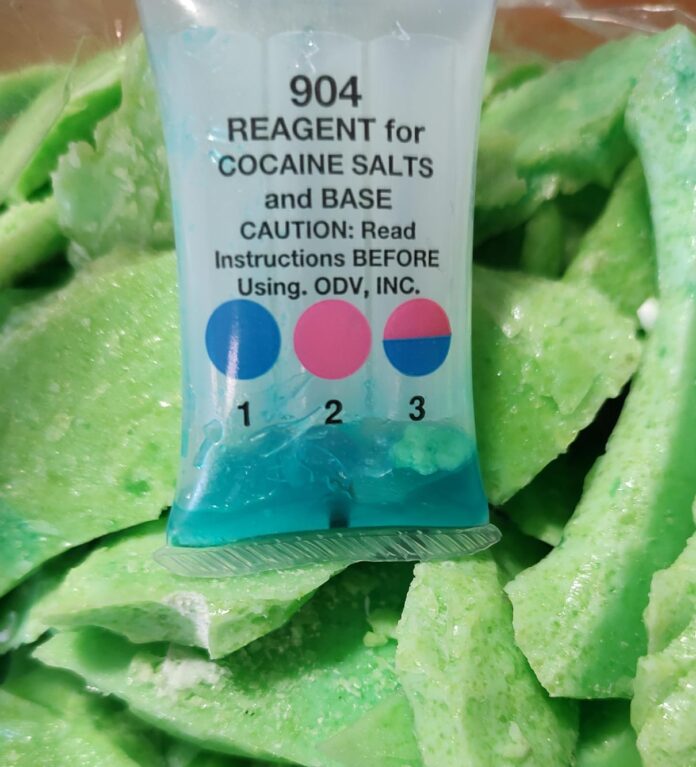 904
REAGENT for
COCAINE SALTS
and BASE
CAUTION: Read
Instructions BEFORE
Using. ODV, INC.
1 2 3